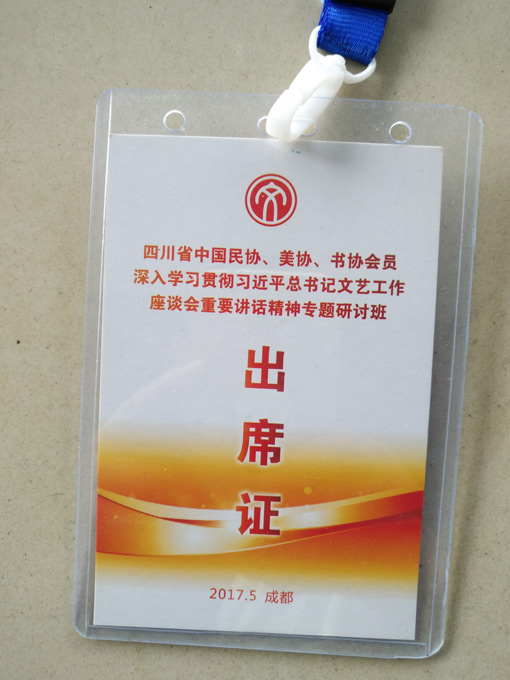 四川省中国民协、美协、书协会员
深入学习贯彻习近平总书记文艺工作
座谈会重要讲话精神专题研讨班
出
席
证
2017.5 成都